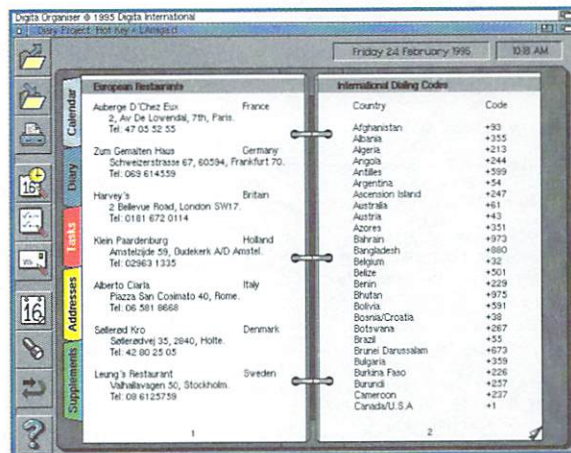 Digita Organiser © 1995 Digita International
Diary Project: Hot Key = LAmiga d
Friday 24 February 1995
10:18 AM
Calendar
Diary
Tasks
Addresses
Supplements
16
16
European Restaurants
Auberge D'Chez Eux France
2, Av De Lowendal, 7th, Paris.
Tel: 47 05 52 55
Zum Gemalten Haus Germany
Schweizerstrasse 67, 60594, Frankfurt 70.
Tel: 069 614559
Harvey's Britain
2 Bellevue Road, London SW17.
Tel: 0181 672 0114
Klein Paardenburg Holland
Amstelzijde 59, Oudekerk A/D Amstel.
Tel: 02963 1335
Alberto Ciarla Italy
Piazza San Cosimato 40, Rome.
Tel: 06 581 8668
Søllerød Kro Denmark
Søllerødvej 35, 2840, Holte.
Tel: 42 80 25 05
Leung's Restaurant Sweden
Valhallavagen 50, Stockholm.
Tel: 08 6125759
1
International Dialing Codes
Country Code
Afghanistan +93
Albania +355
Algeria +213
Angola +244
Antilles +599
Argentina +54
Ascension Island +247
Australia +61
Austria +43
Azores +351
Bahrain +973
Bangladesh +880
Belgium +32
Belize +501
Benin +229
Bhutan +975
Bolivia +591
Bosnia/Croatia +38
Botswana +267
Brazil +55
Brunei Darussalam +673
Bulgaria +359
Burkina Faso +226
Burundi +257
Cameroon +237
Canada/U.S.A +1
2